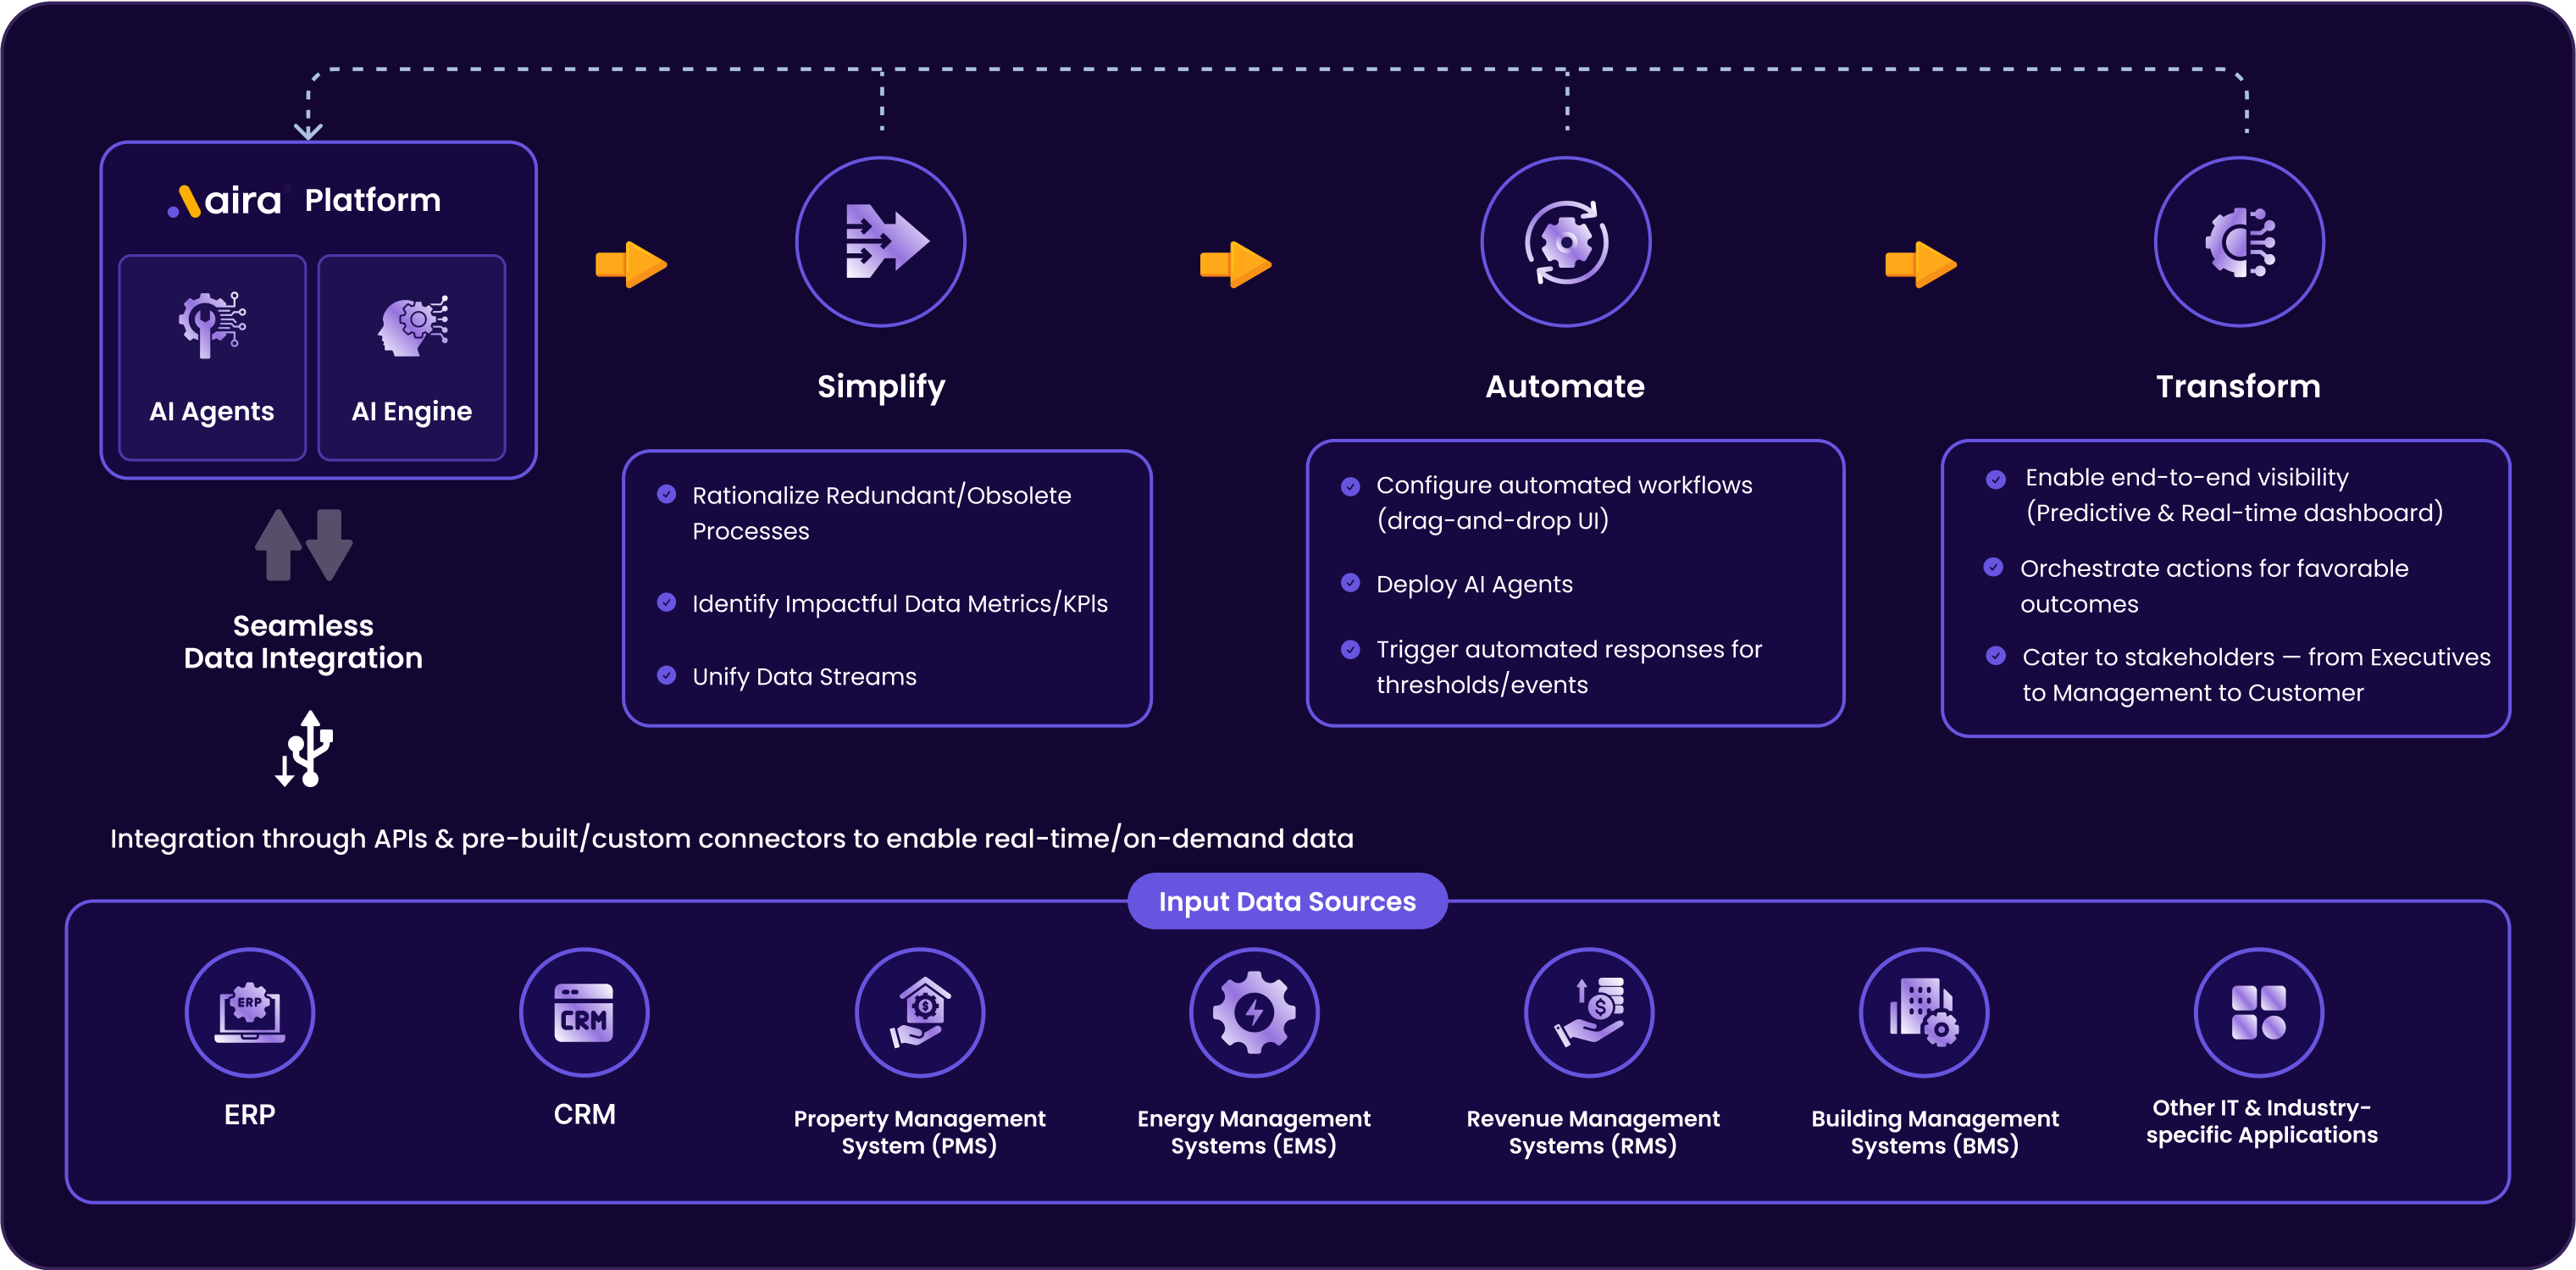 aira Platform
AI Agents
AI Engine
Seamless
Data Integration
Simplify
Rationalize Redundant/Obsolete
Processes
Identify Impactful Data Metrics/KPIs
Unify Data Streams
Automate
Configure automated workflows
(drag-and-drop UI)
Deploy AI Agents
Trigger automated responses for
thresholds/events
Transform
Enable end-to-end visibility
(Predictive & Real-time dashboard)
Orchestrate actions for favorable
outcomes
Cater to stakeholders — from Executives
to Management to Customer
Integration through APIs & pre-built/custom connectors to enable real-time/on-demand data
Input Data Sources
ERP
ERP
CRM
CRM
Property Management
System (PMS)
Energy Management
Systems (EMS)
Revenue Management
Systems (RMS)
Building Management
Systems (BMS)
Other IT & Industry-
specific Applications